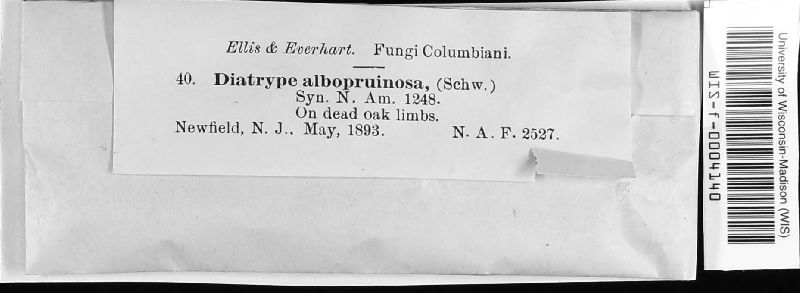 Ellis & Everhart. Fungi Columbiani.
40. Diatrype albopruinosa, (Schw.)
Syn. N. Am. 1248.
On dead oak limbs.
Newfield, N. J., May, 1893. N. A. F. 2527.
University of Wisconsin-Madison (WIS)
WIS-f-0004140